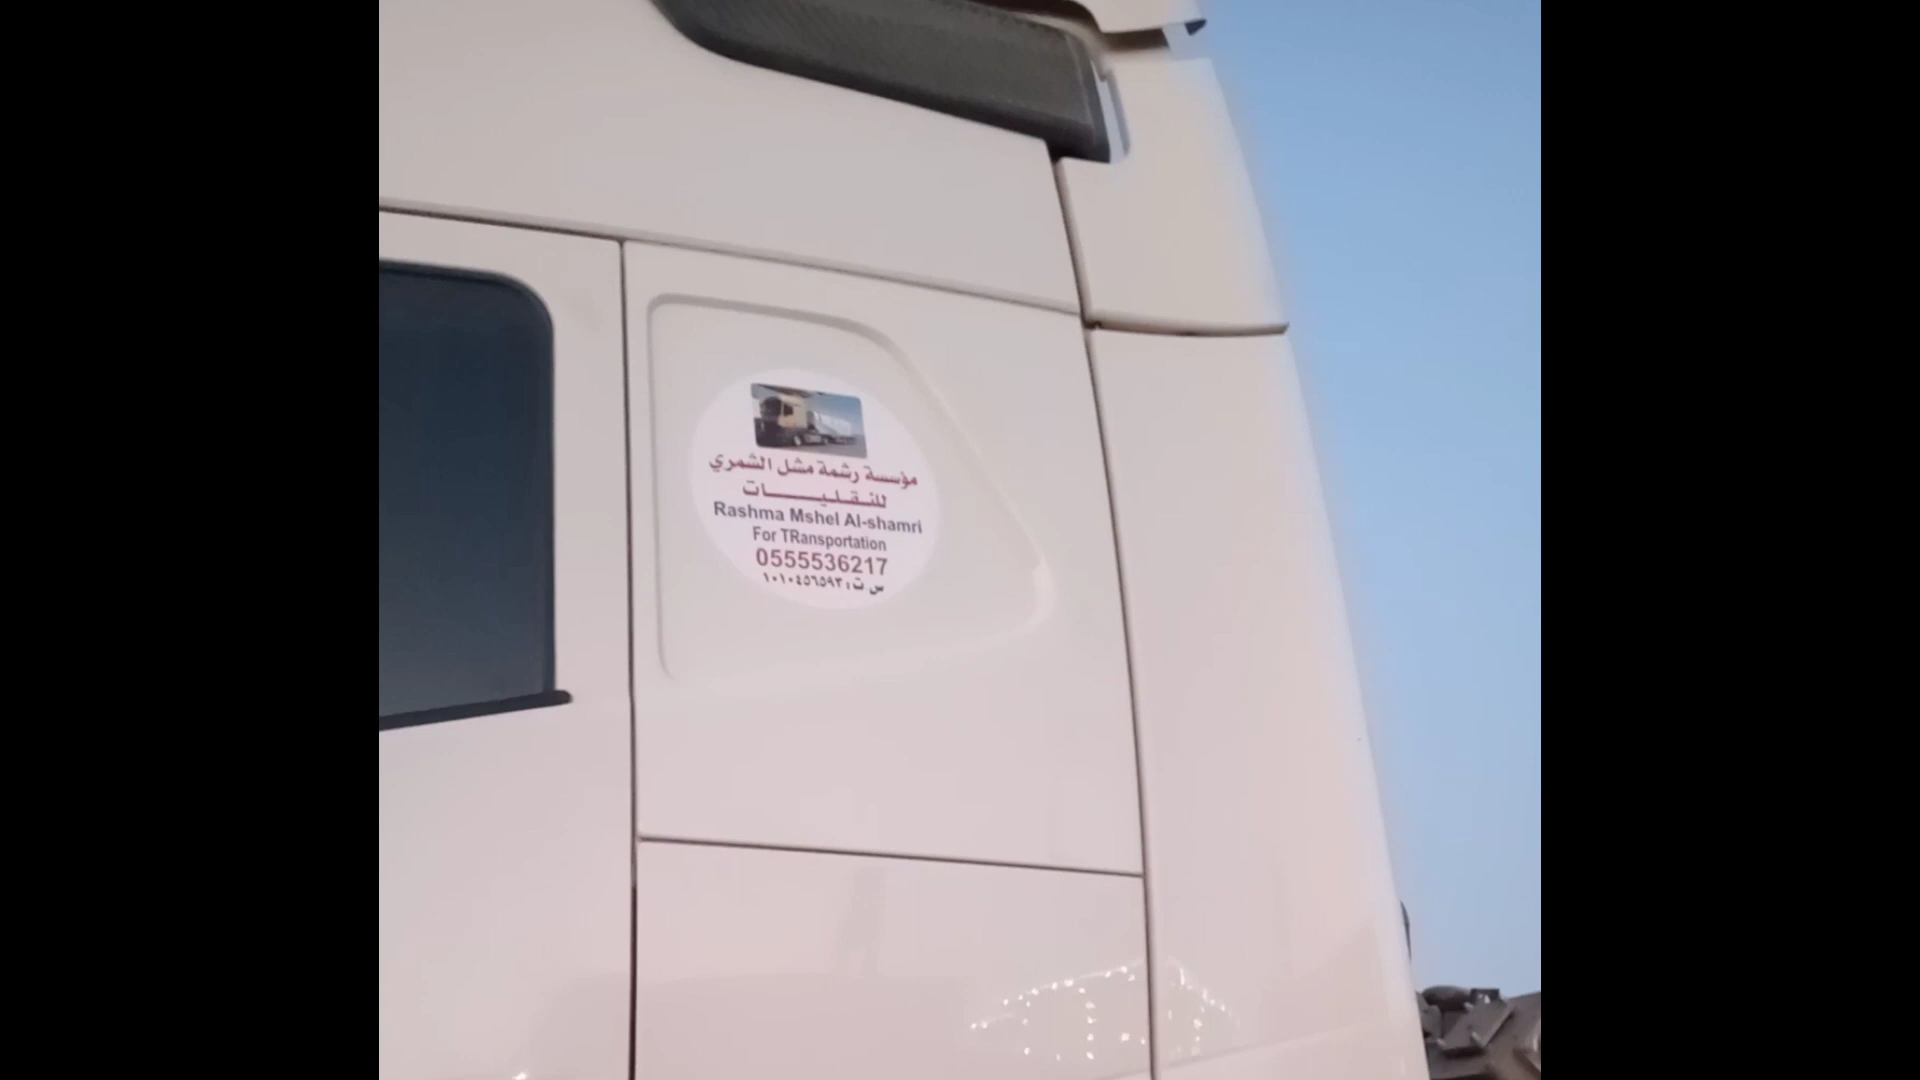 مؤسسة رشمة مشل الشمري
للنقليات
Rashma Mshel Al-shamri
For TRansportation
0555536217
س ت: ١٠١٠٤٥٦٥٩٣